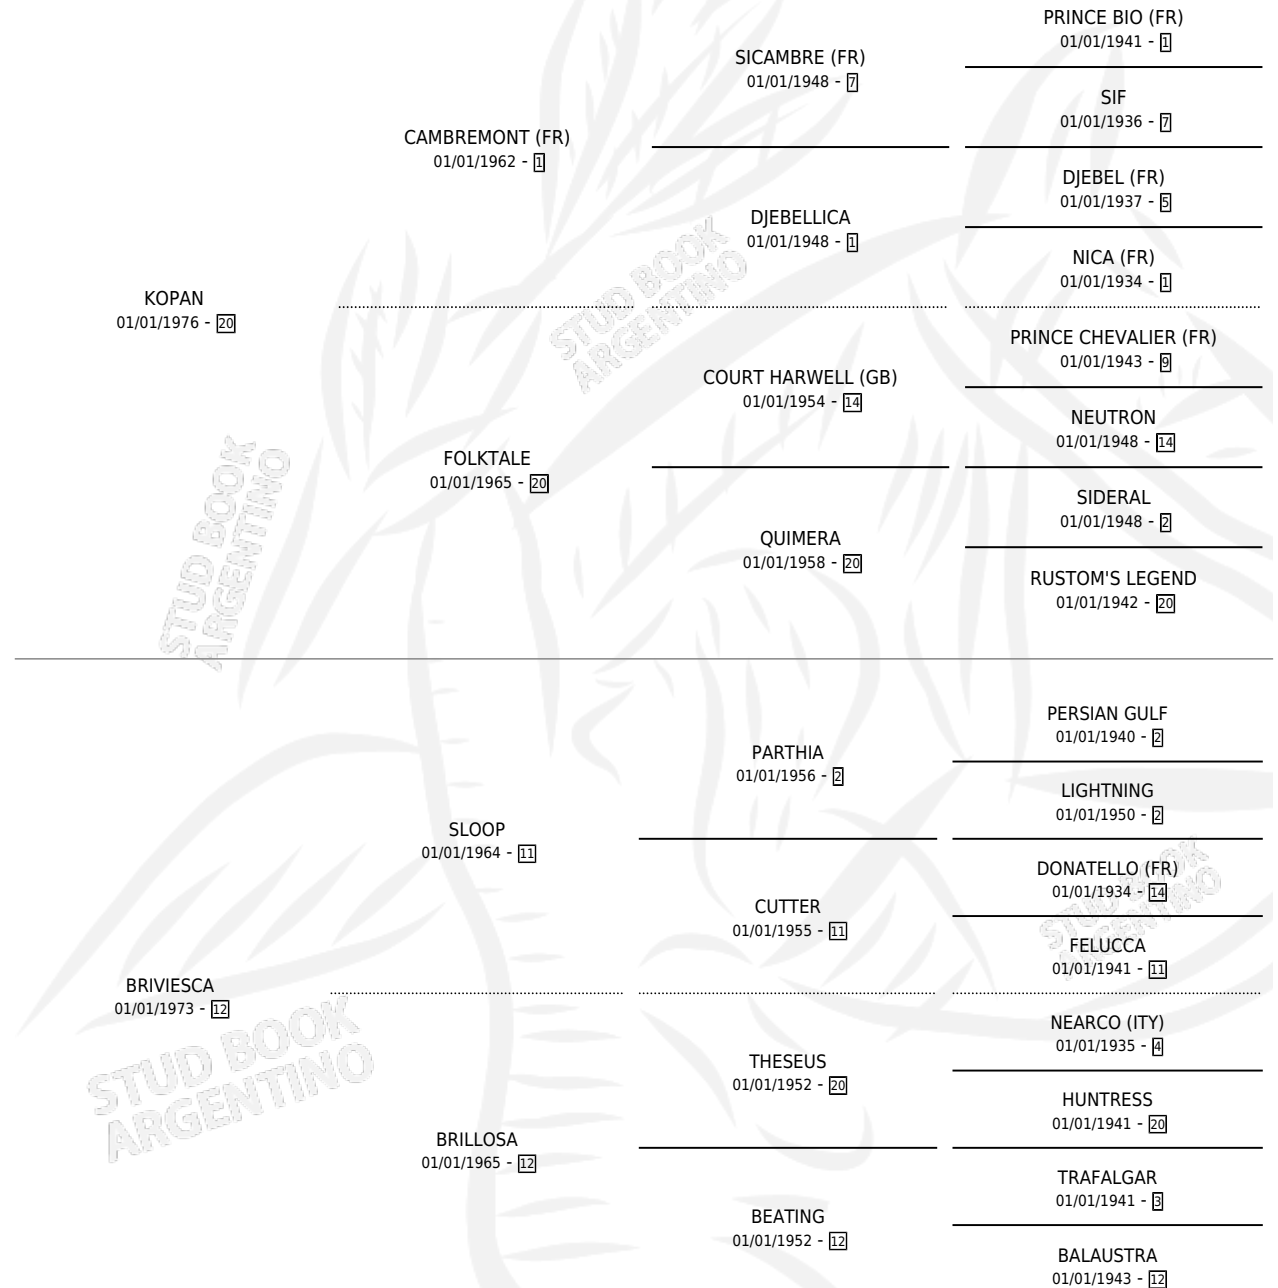 PRINCE BIO (FR)
01/01/1941 - 1
SICAMBRE (FR)
01/01/1948 - 7
SIF
01/01/1936 - 7
CAMBREMONT (FR)
01/01/1962 - 1
DJEBEL (FR)
01/01/1937 - 5
DJEBELLICA
01/01/1948 - 1
NICA (FR)
01/01/1934 - 1
KOPAN
01/01/1976 - 20
PRINCE CHEVALIER (FR)
01/01/1943 - 9
COURT HARWELL (GB)
01/01/1954 - 14
NEUTRON
01/01/1948 - 14
FOLKTALE
01/01/1965 - 20
SIDERAL
01/01/1948 - 2
QUIMERA
01/01/1958 - 20
RUSTOM'S LEGEND
01/01/1942 - 20
PERSIAN GULF
01/01/1940 - 2
PARTHIA
01/01/1956 - 2
LIGHTNING
01/01/1950 - 2
SLOOP
01/01/1964 - 11
DONATELLO (FR)
01/01/1934 - 14
CUTTER
01/01/1955 - 11
FELUCCA
01/01/1941 - 11
BRIVIESCA
01/01/1973 - 12
NEARCO (ITY)
01/01/1935 - 4
THESEUS
01/01/1952 - 20
HUNTRESS
01/01/1941 - 20
BRILLOSA
01/01/1965 - 12
TRAFALGAR
01/01/1941 - 3
BEATING
01/01/1952 - 12
BALAUSTRA
01/01/1943 - 12
STUD BOOK
ARGENTINO
STUD BOOK
ARGENTINO
STUD BOOK
ARGENTINO
STUD BOOK
ARGENTINO